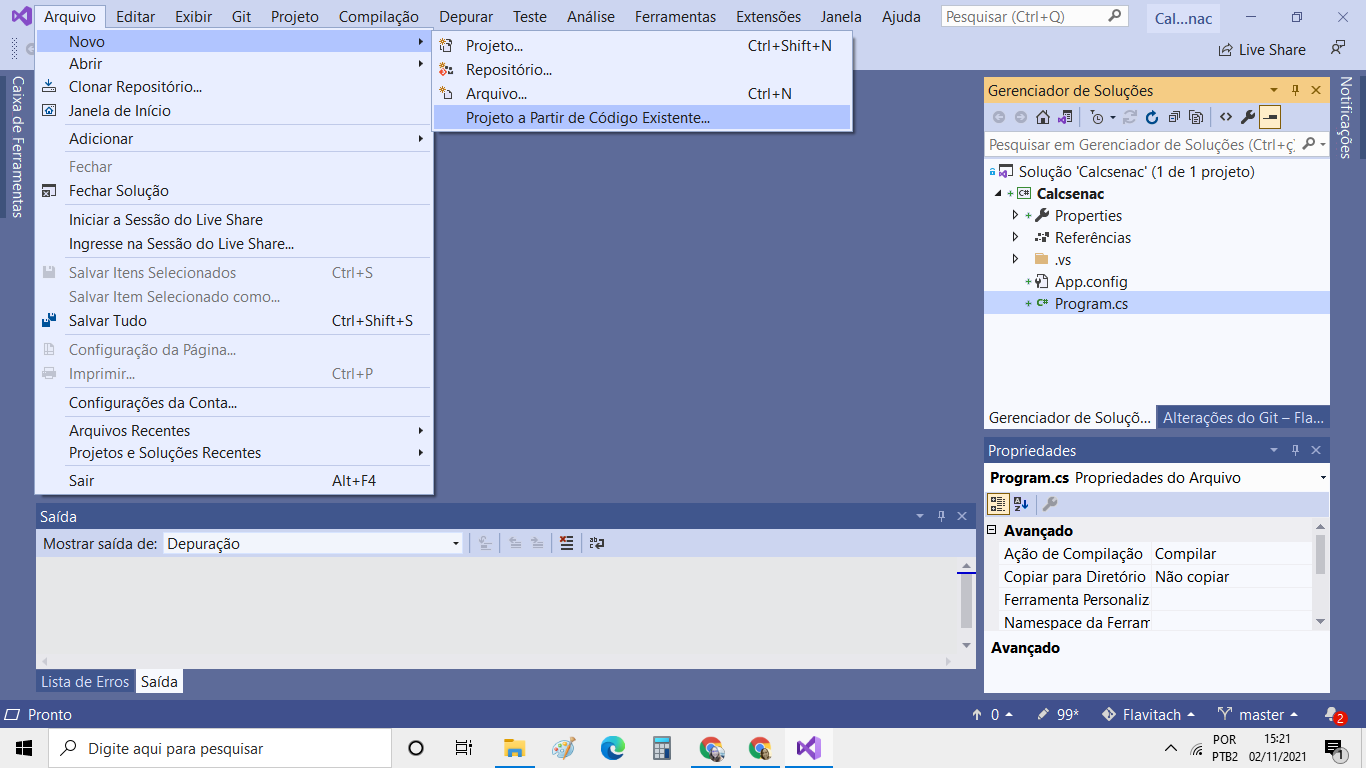 Arquivo Editar Exibir Git Projeto Compilação Depurar Teste Análise Ferramentas Extensões Janela Ajuda Pesquisar (Ctrl+Q) Cal...nac
Live Share
Caixa de Ferramentas
Novo
Abrir
Clonar Repositório...
Janela de Início
Adicionar
Fechar
Fechar Solução
Iniciar a Sessão do Live Share
Ingresse na Sessão do Live Share...
Salvar Itens Selecionados Ctrl+S
Salvar Item Selecionado como...
Salvar Tudo Ctrl+Shift+S
Configuração da Página...
Imprimir... Ctrl+P
Configurações da Conta...
Arquivos Recentes
Projetos e Soluções Recentes
Sair Alt+F4
Projeto... Ctrl+Shift+N
Repositório...
Arquivo... Ctrl+N
Projeto a Partir de Código Existente...
Gerenciador de Soluções
Pesquisar em Gerenciador de Soluções (Ctrl+ç)
Solução 'Calcsenac' (1 de 1 projeto)
C# Calcsenac
Properties
Referências
.vs
App.config
C# Program.cs
Gerenciador de Soluçõ... Alterações do Git – Fla...
Notificações
Propriedades
Program.cs Propriedades do Arquivo
Avançado
Ação de Compilação Compilar
Copiar para Diretório Não copiar
Ferramenta Personaliz
Namespace da Ferram
Avançado
Saída
Mostrar saída de: Depuração
Lista de Erros Saída
Pronto 0 99* Flavitach master 2
Digite aqui para pesquisar
POR
PTB2
15:21
02/11/2021
1